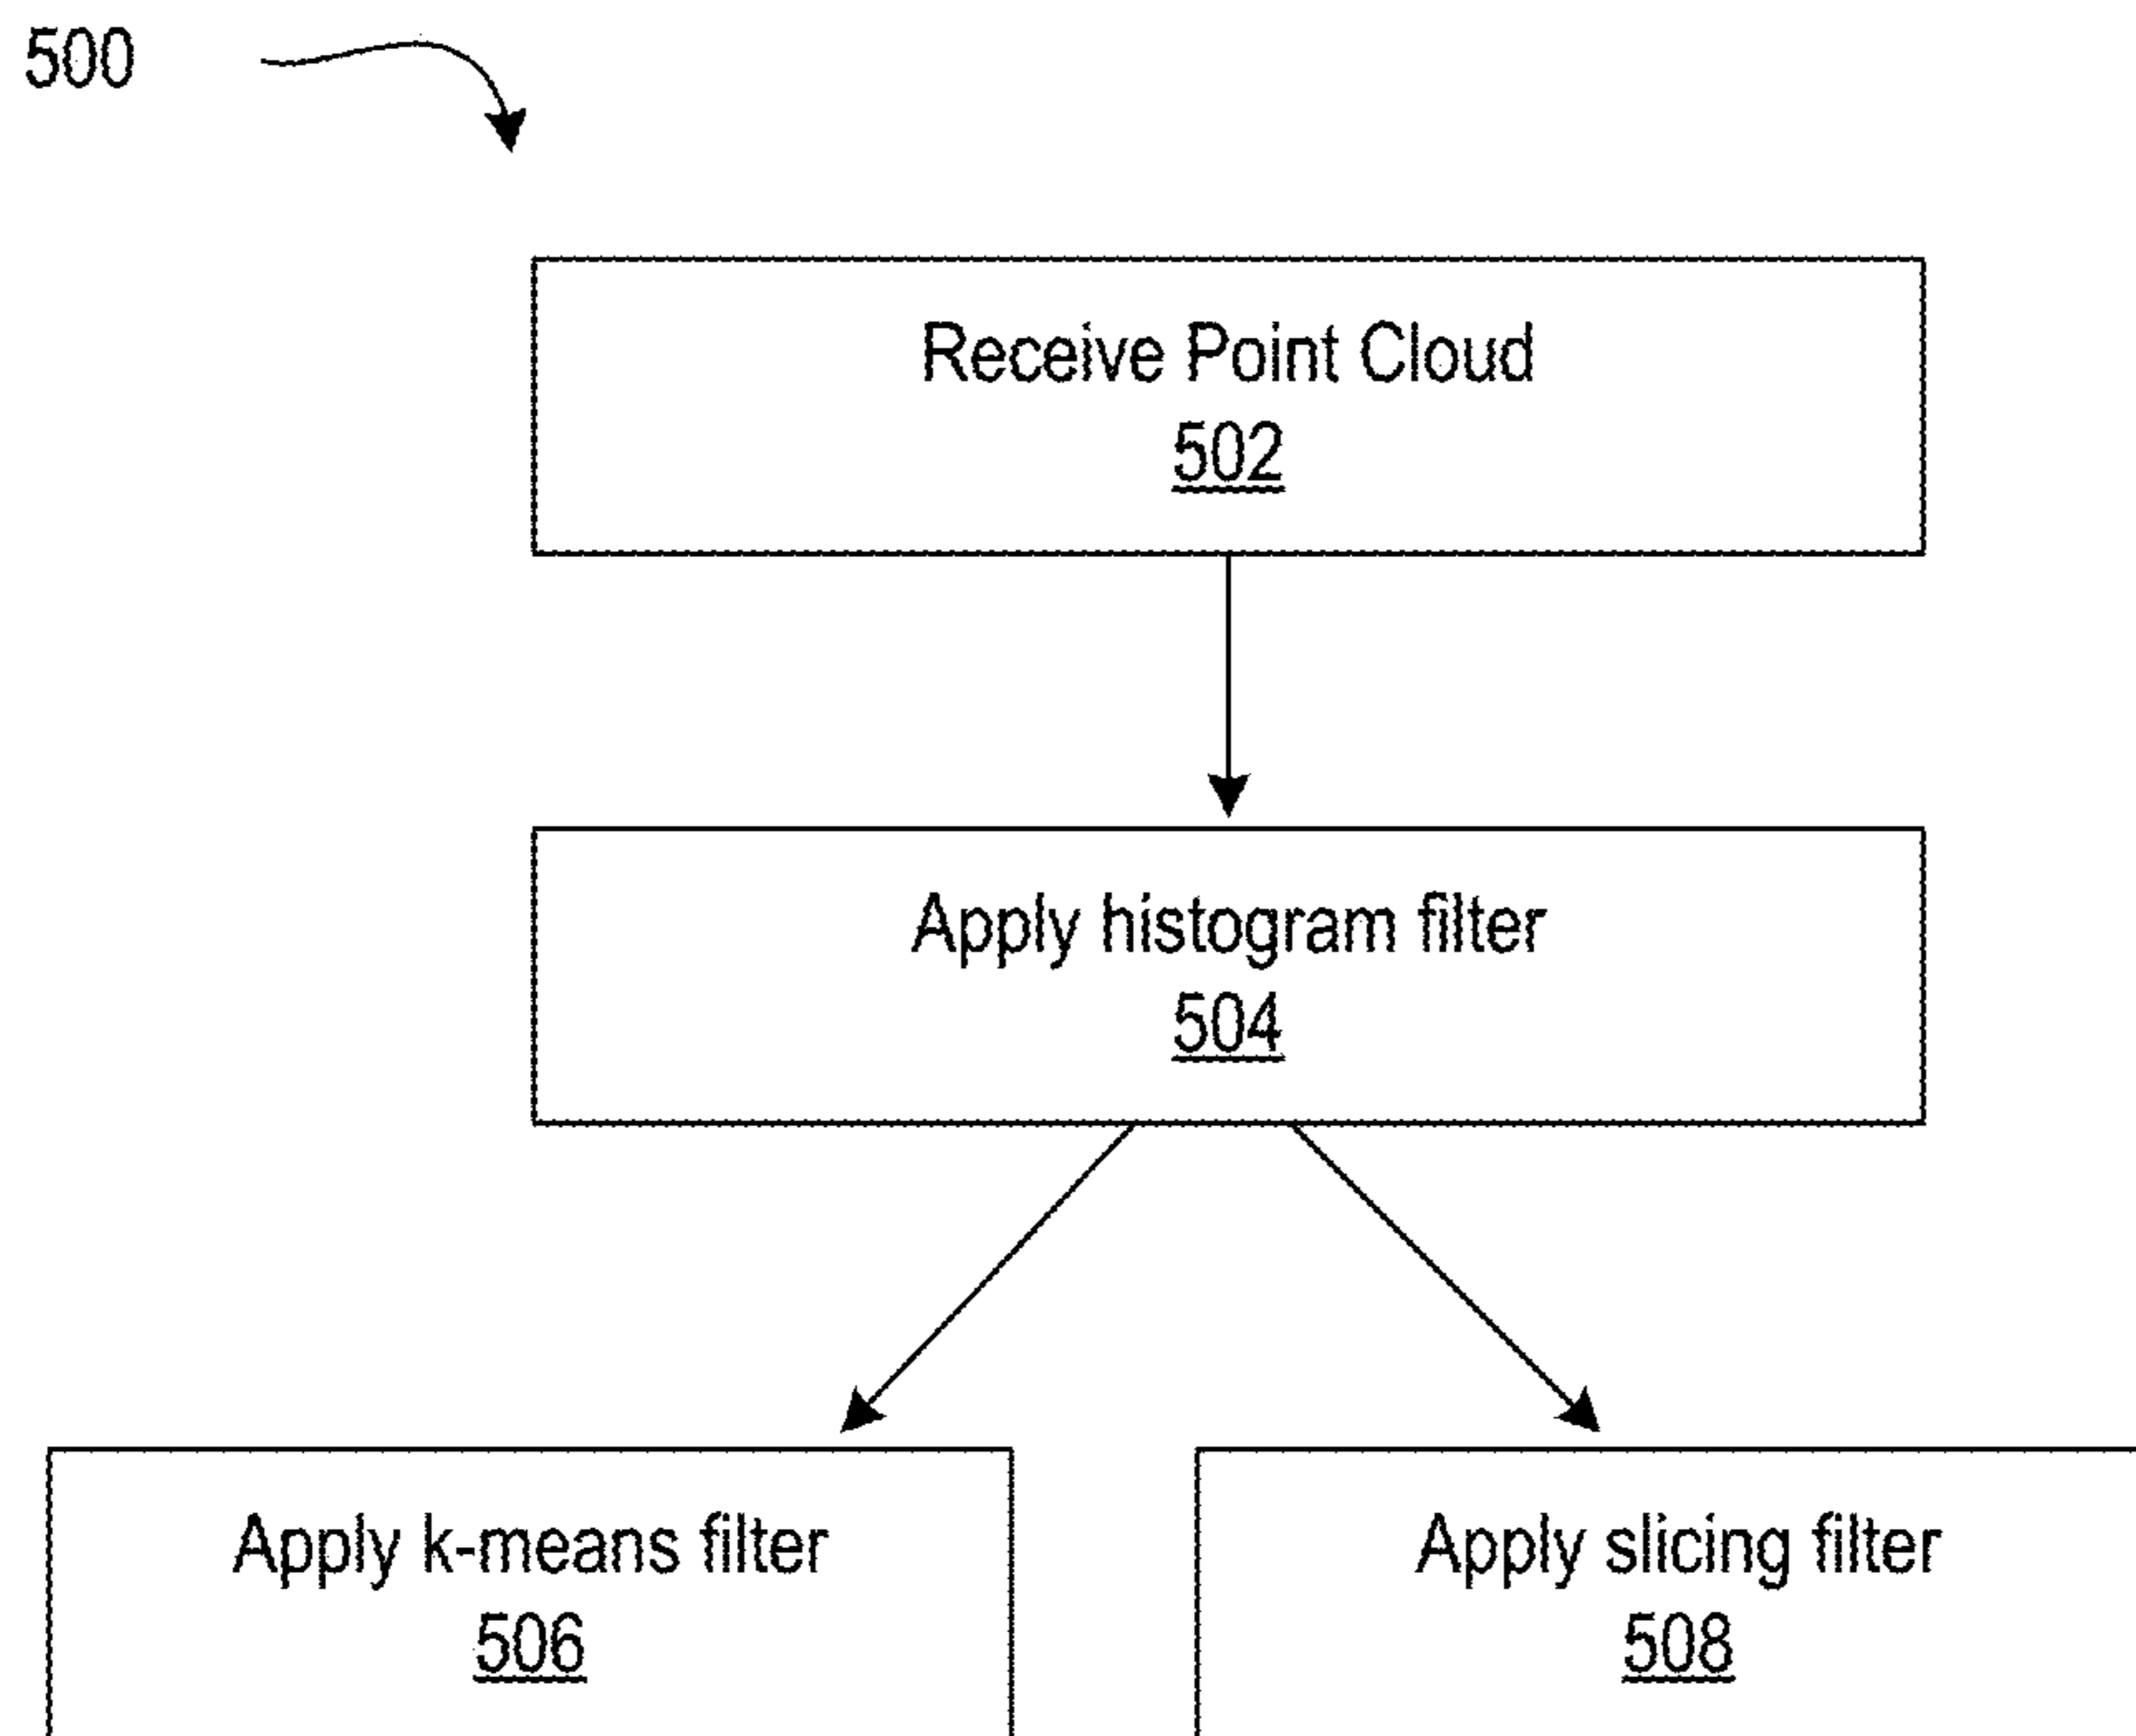 500
Receive Point Cloud
502
Apply histogram filter
504
Apply k-means filter
506
Apply slicing filter
508